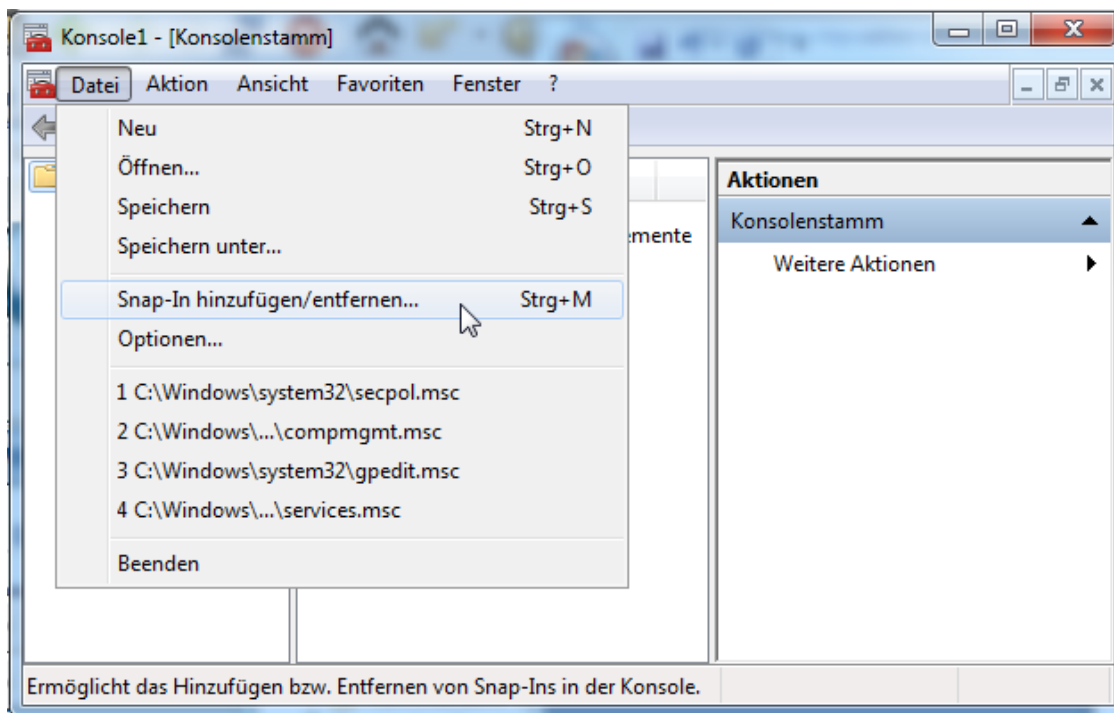 Konsole1 - [Konsolenstamm]
Datei Aktion Ansicht Favoriten Fenster ?
Neu Strg+N
Öffnen... Strg+O
Speichern Strg+S
Speichern unter...
Snap-In hinzufügen/entfernen... Strg+M
Optionen...
1 C:\Windows\system32\secpol.msc
2 C:\Windows\...\compmgmt.msc
3 C:\Windows\system32\gpedit.msc
4 C:\Windows\...\services.msc
Beenden
emente
Aktionen
Konsolenstamm
Weitere Aktionen
Ermöglicht das Hinzufügen bzw. Entfernen von Snap-Ins in der Konsole.